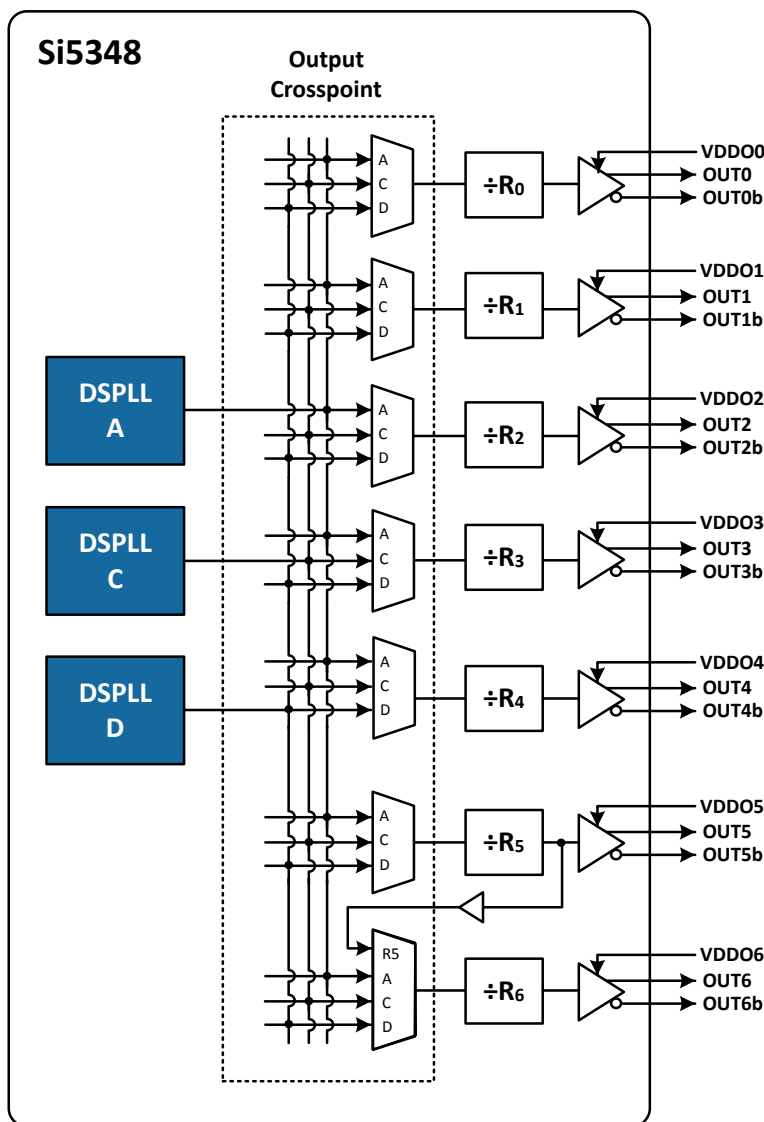 Si5348
Output
Crosspoint
A
C
D
÷R0
VDDO0
OUT0
OUT0b
A
C
D
÷R1
VDDO1
OUT1
OUT1b
DSPLL
A
A
C
D
÷R2
VDDO2
OUT2
OUT2b
DSPLL
C
A
C
D
÷R3
VDDO3
OUT3
OUT3b
DSPLL
D
A
C
D
÷R4
VDDO4
OUT4
OUT4b
A
C
D
÷R5
VDDO5
OUT5
OUT5b
R5
A
C
D
÷R6
VDDO6
OUT6
OUT6b